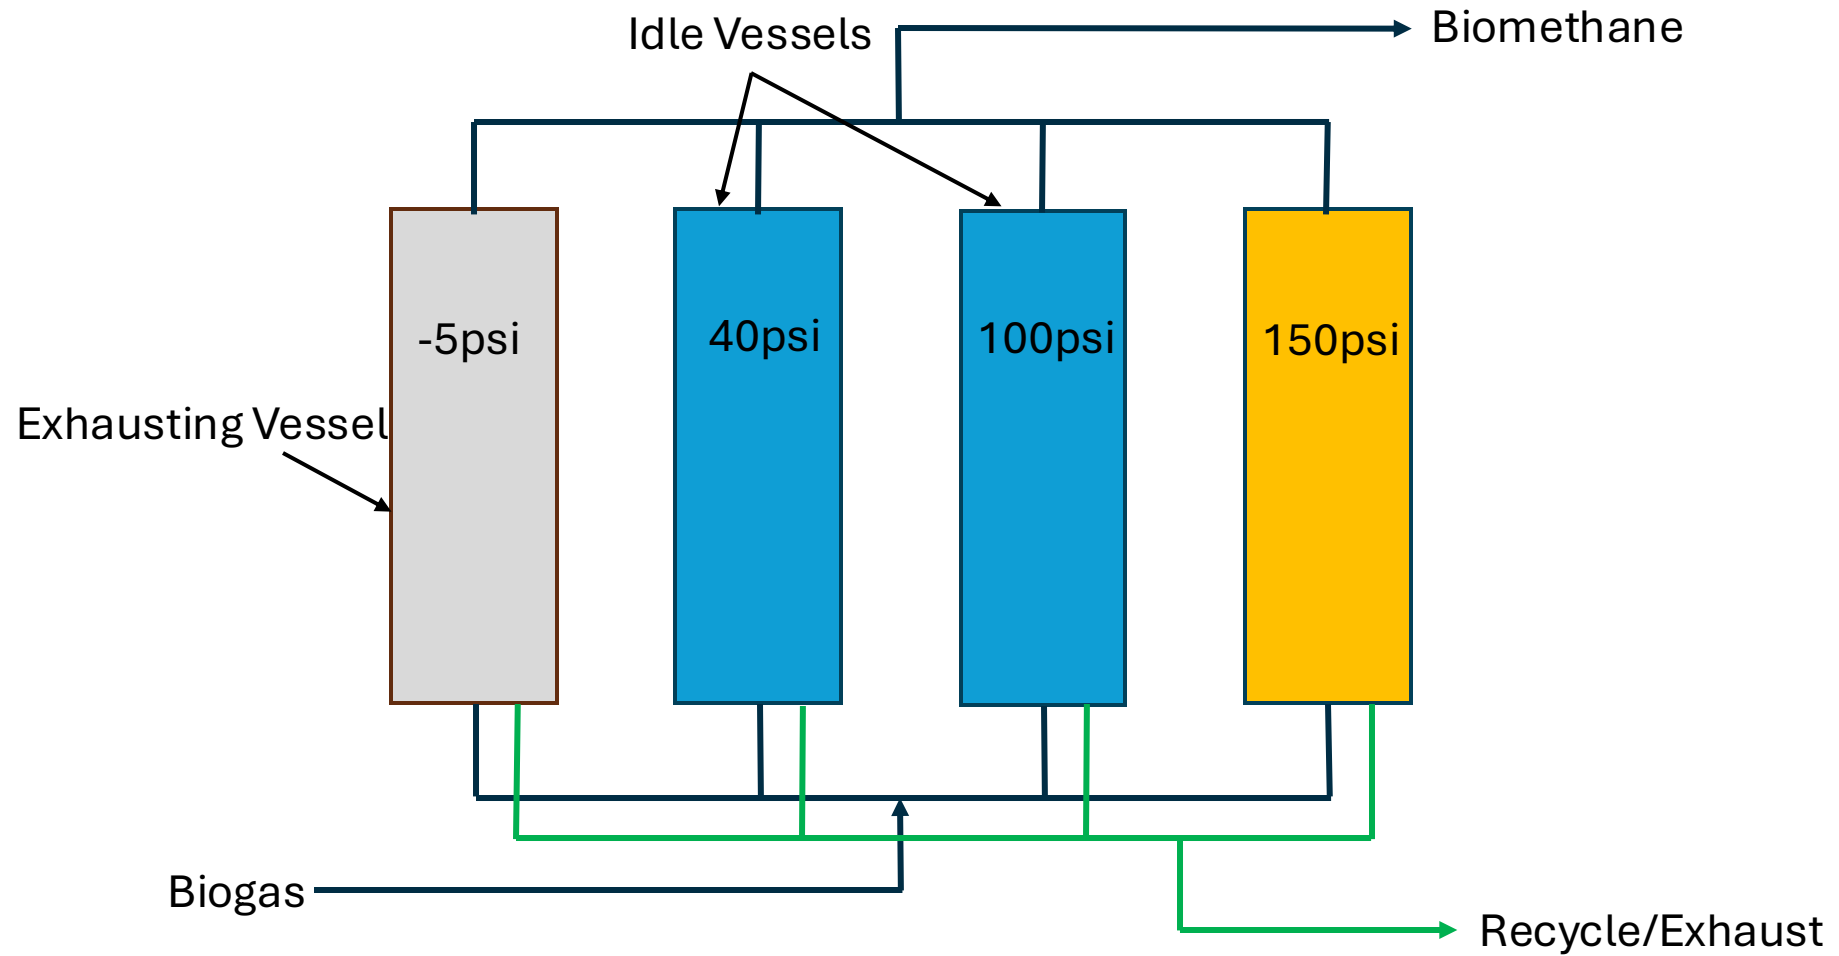 Idle Vessels
Biomethane
-5psi
40psi
100psi
150psi
Exhausting Vessel
Biogas
Recycle/Exhaust